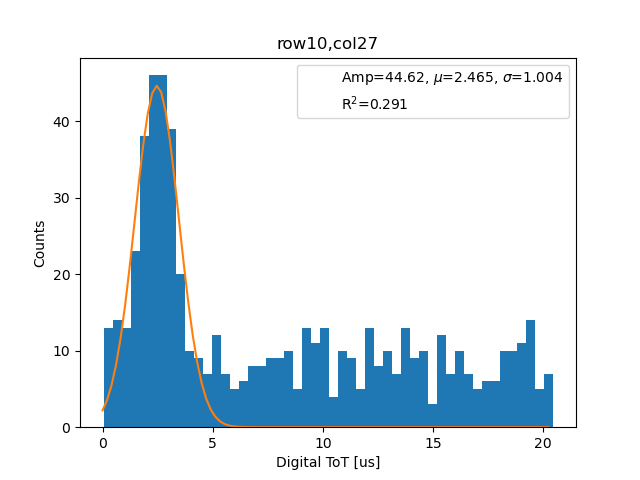 row10,col27
Amp=44.62, μ=2.465, σ=1.004
R²=0.291
Counts
40
30
20
10
0
0 5 10 15 20
Digital ToT [us]